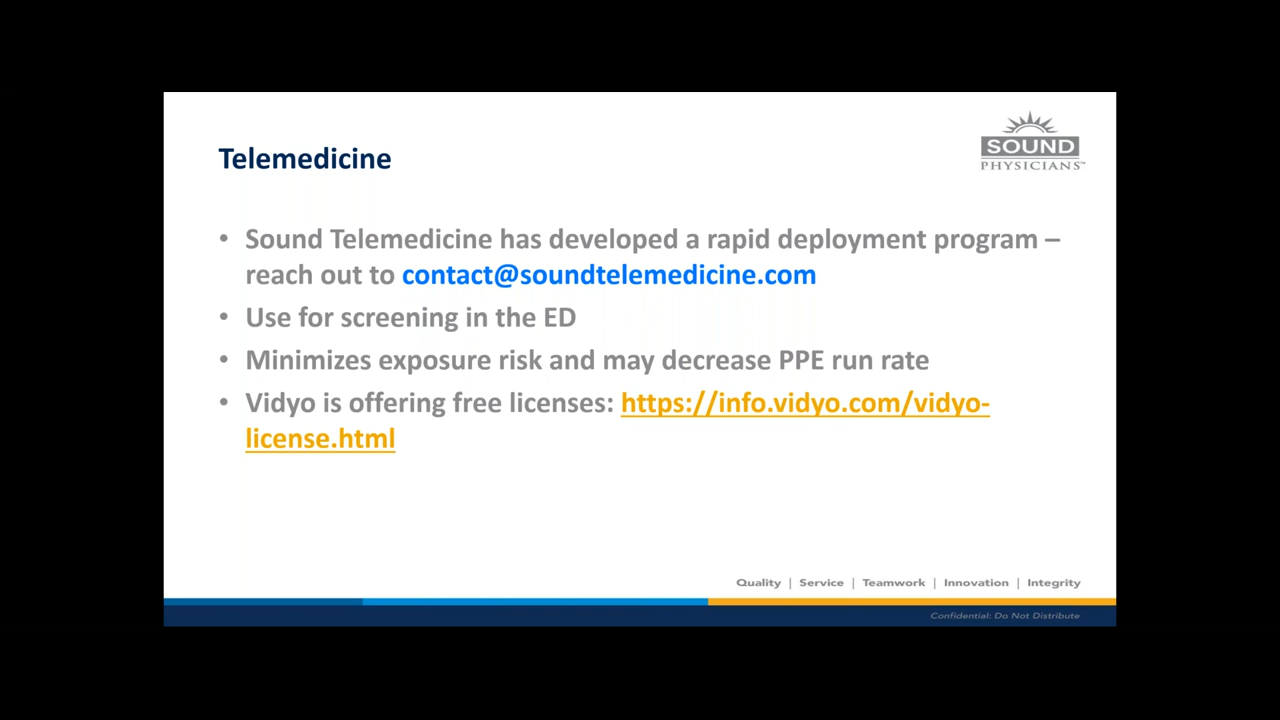 SOUND
PHYSICIANS™
Telemedicine
• Sound Telemedicine has developed a rapid deployment program –
reach out to contact@soundtelemedicine.com
• Use for screening in the ED
• Minimizes exposure risk and may decrease PPE run rate
• Vidyo is offering free licenses: https://info.vidyo.com/vidyo-
license.html
Quality | Service | Teamwork | Innovation | Integrity
Confidential: Do Not Distribute